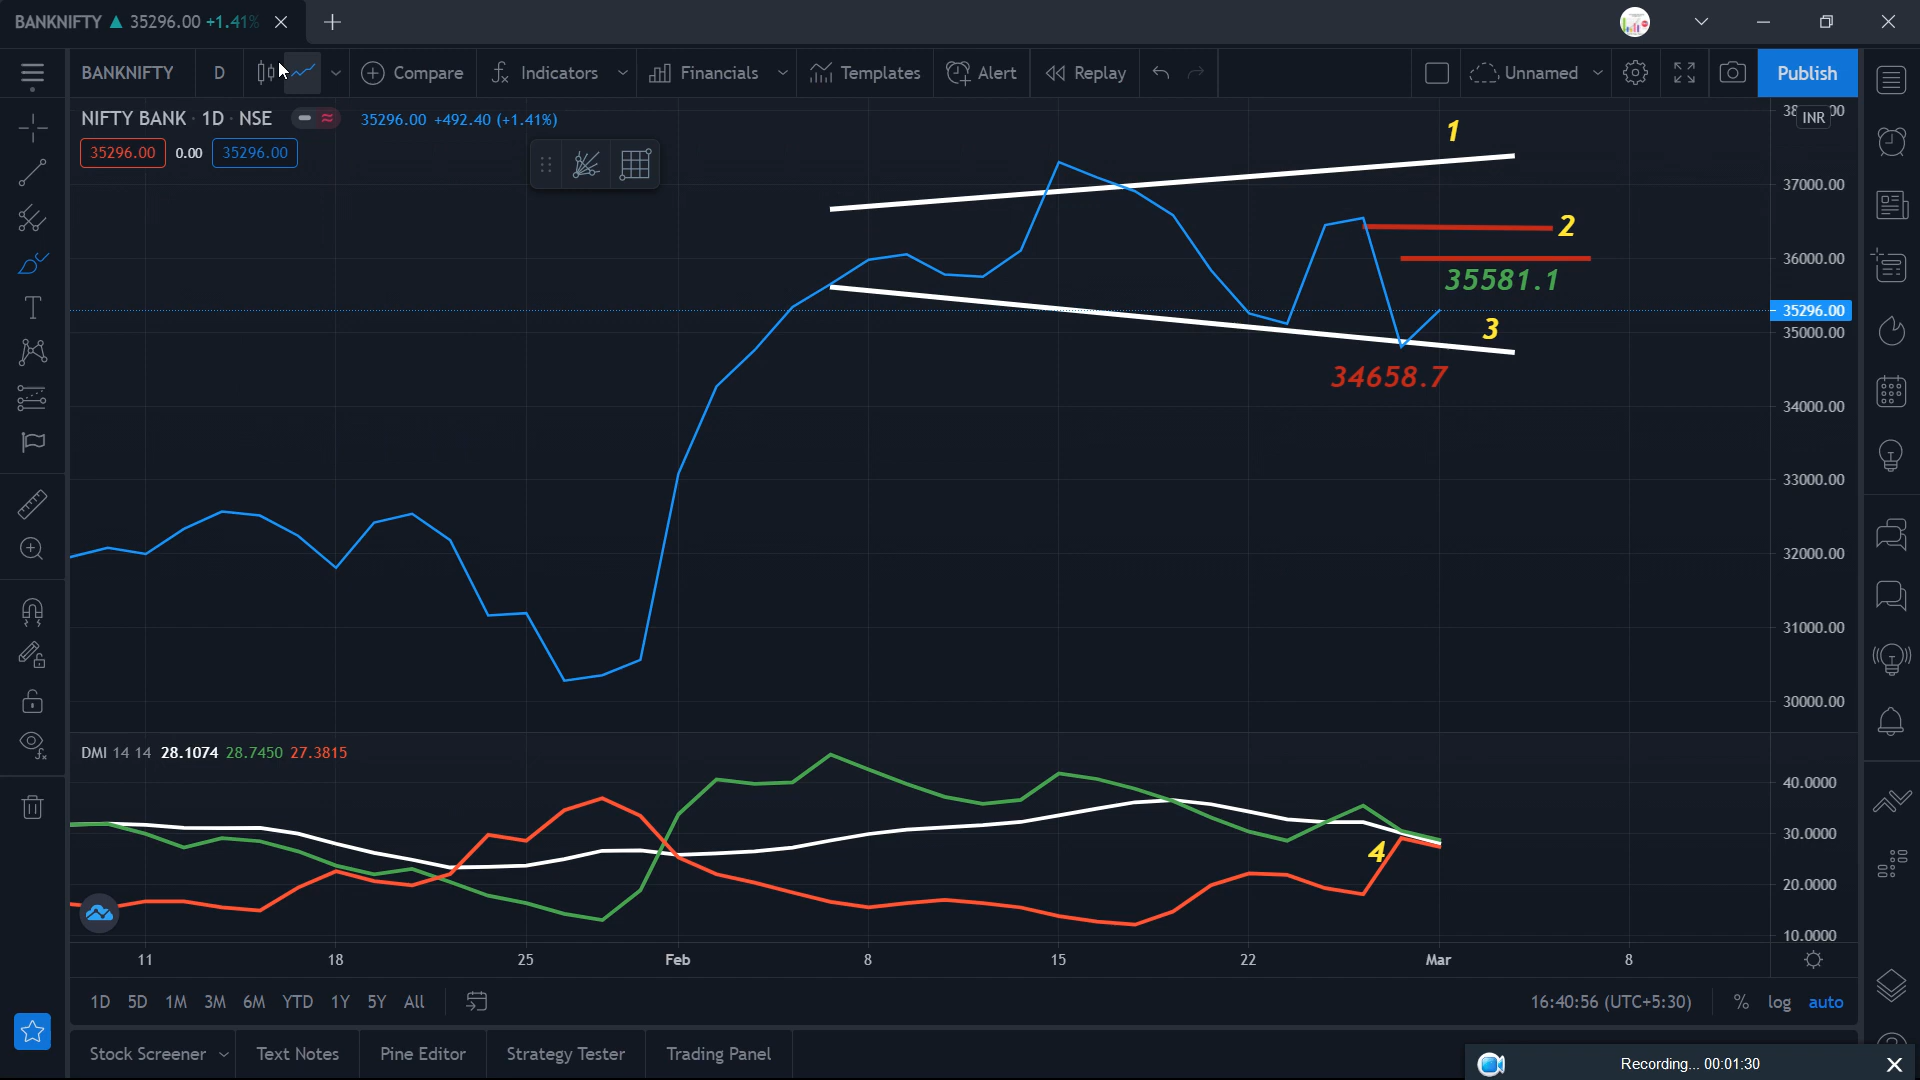 BANKNIFTY ▲ 35296.00 +1.41%
BANKNIFTY D Compare Indicators Financials Templates Alert Replay Unnamed Publish
NIFTY BANK · 1D · NSE 35296.00 +492.40 (+1.41%)
35296.00 0.00 35296.00
INR
37000.00
36000.00
35296.00
35000.00
34000.00
33000.00
32000.00
31000.00
30000.00
1
2
35581.1
3
34658.7
DMI 14 14 28.1074 28.7450 27.3815
4
40.0000
30.0000
20.0000
10.0000
11 18 25 Feb 8 15 22 Mar 8
1D 5D 1M 3M 6M YTD 1Y 5Y All 16:40:56 (UTC+5:30) % log auto
Stock Screener Text Notes Pine Editor Strategy Tester Trading Panel
Recording... 00:01:30